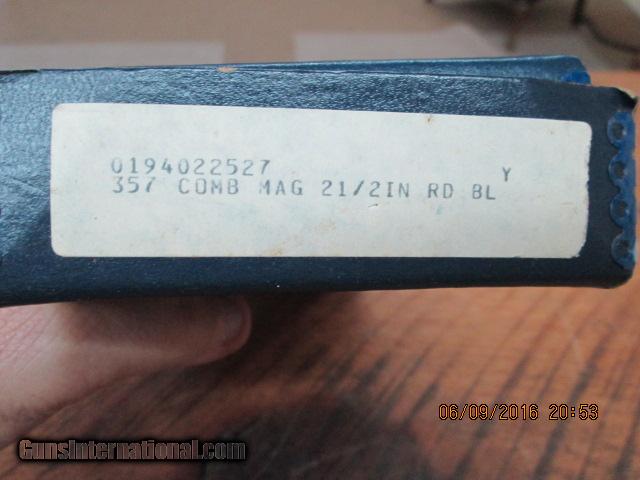 0194022527 Y
357 COMB MAG 21/2IN RD BL
06/09/2016 20:53
GunsInternational.com